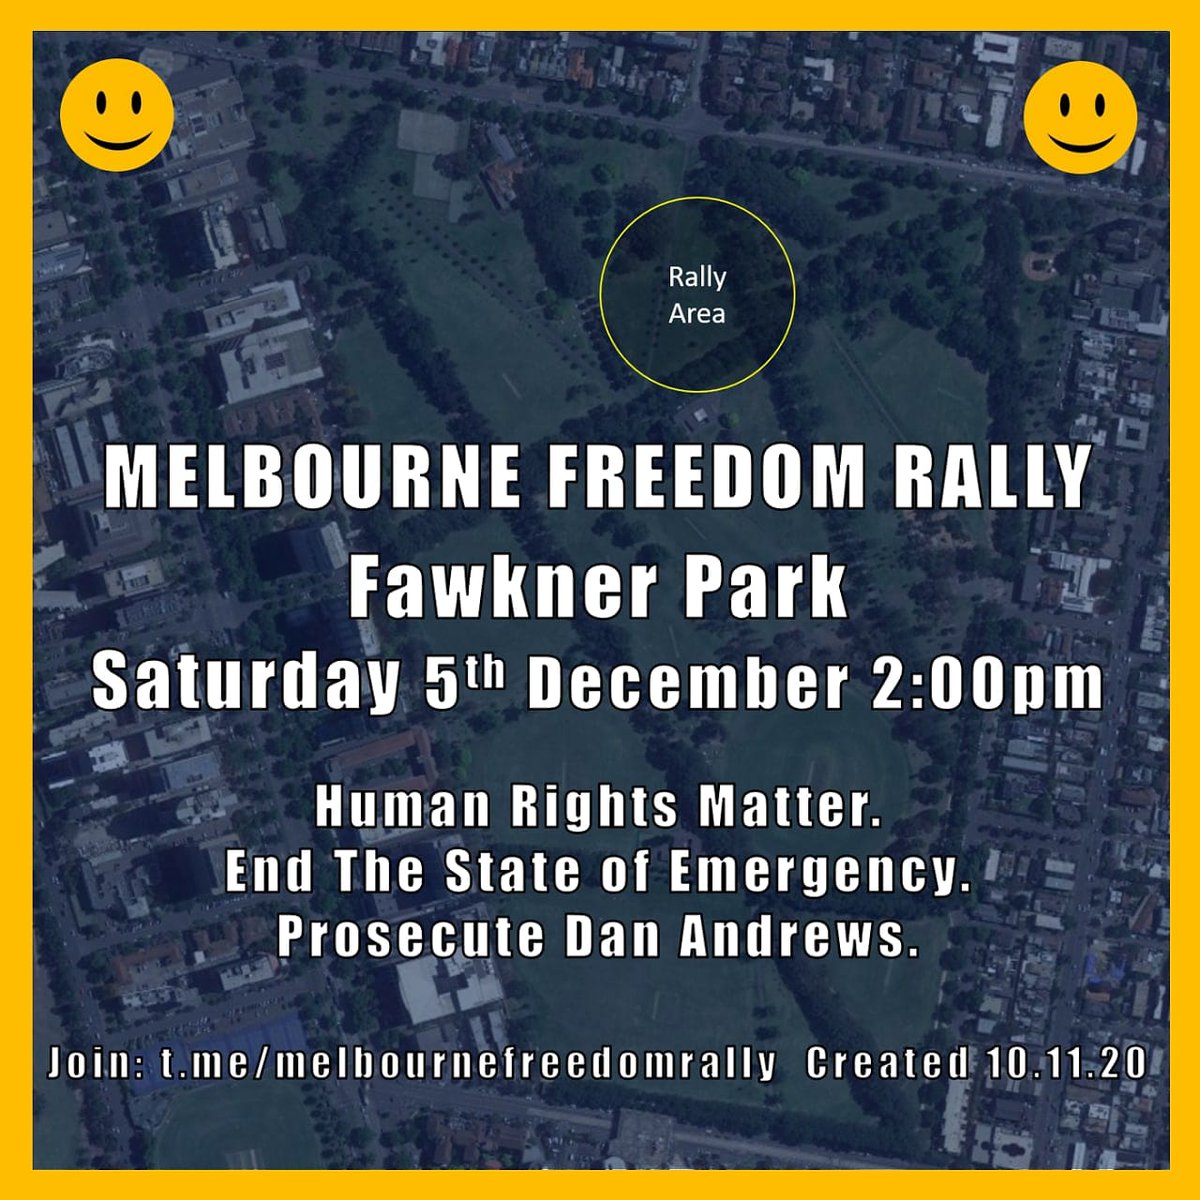 Rally
Area
MELBOURNE FREEDOM RALLY
Fawkner Park
Saturday 5th December 2:00pm
Human Rights Matter.
End The State of Emergency.
Prosecute Dan Andrews.
Join: t.me/melbournefreedomrally Created 10.11.20